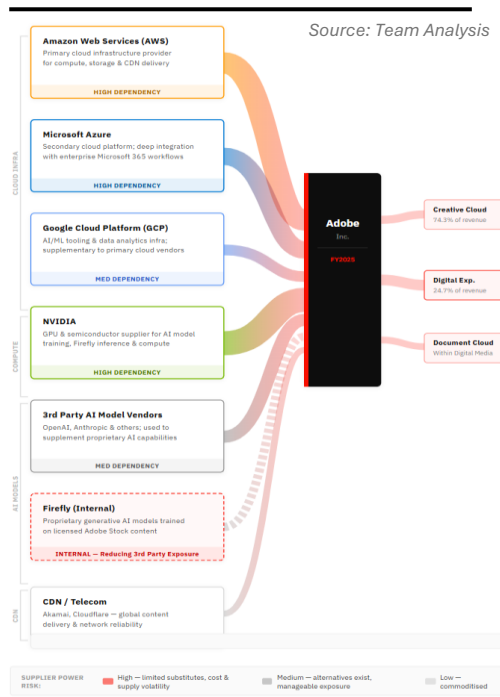 Source: Team Analysis
CLOUD INFRA
Amazon Web Services (AWS)
Primary cloud infrastructure provider
for compute, storage & CDN delivery
HIGH DEPENDENCY
Microsoft Azure
Secondary cloud platform; deep integration
with enterprise Microsoft 365 workflows
HIGH DEPENDENCY
Google Cloud Platform (GCP)
AI/ML tooling & data analytics infra;
supplementary to primary cloud vendors
MED DEPENDENCY
COMPUTE
NVIDIA
GPU & semiconductor supplier for AI model
training, Firefly inference & compute
HIGH DEPENDENCY
AI MODELS
3rd Party AI Model Vendors
OpenAI, Anthropic & others; used to
supplement proprietary AI capabilities
MED DEPENDENCY
Firefly (Internal)
Proprietary generative AI models trained
on licensed Adobe Stock content
INTERNAL — Reducing 3rd Party Exposure
CDN
CDN / Telecom
Akamai, Cloudflare — global content
delivery & network reliability
Adobe
Inc.
FY2025
Creative Cloud
74.3% of revenue
Digital Exp.
24.7% of revenue
Document Cloud
Within Digital Media
SUPPLIER POWER
RISK:
High — limited substitutes, cost &
supply volatility
Medium — alternatives exist,
manageable exposure
Low —
commoditised